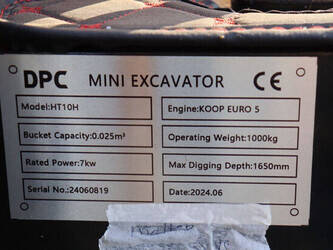 DPC MINI EXCAVATOR CE
Model:HT10H
Engine:KOOP EURO 5
Bucket Capacity:0.025m³
Operating Weight:1000kg
Rated Power:7kw
Max Digging Depth:1650mm
Serial No.:24060819
Date:2024.06